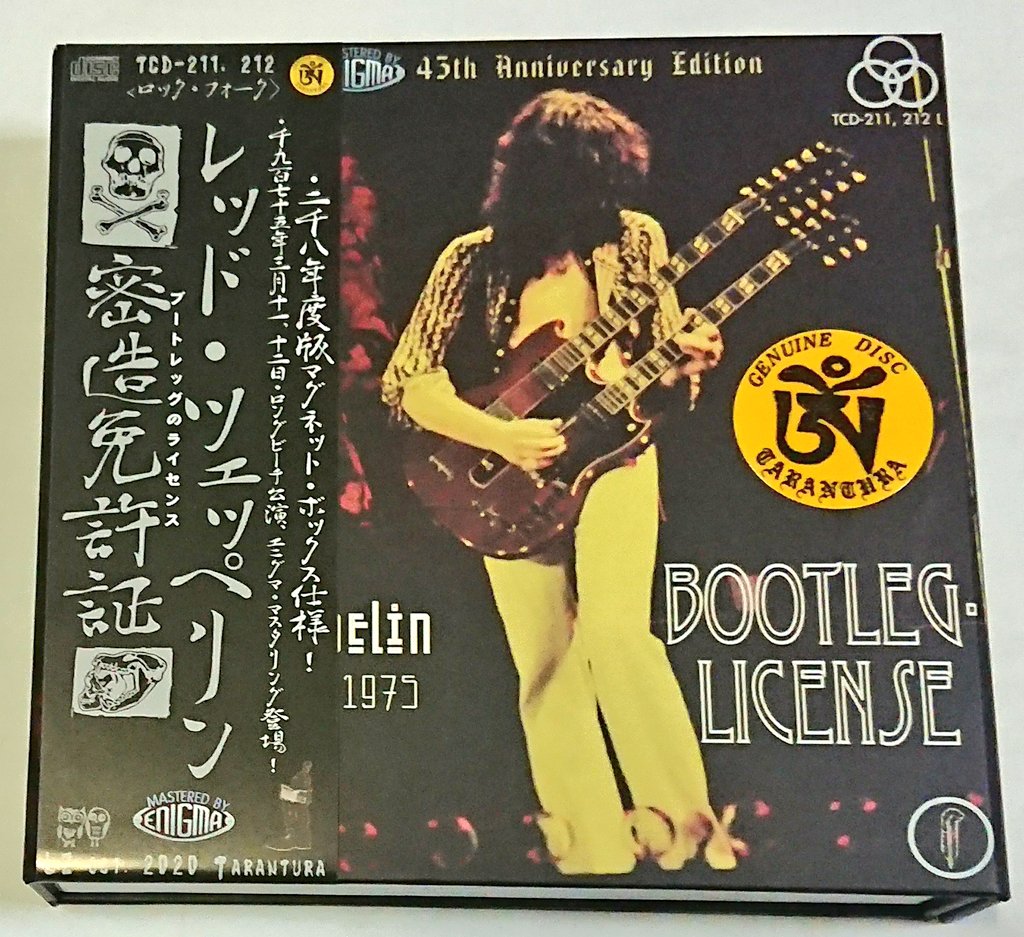 disc
TCD-211. 212
〈ロック・フォーク〉
レッド・ツェッペリン
密造免許証
ブートレッグのライセンス
・二千八年度版マグネット・ボックス仕様!
・千九百七十五年三月十一、十二日・ロングビーチ公演、エニグマ・マスタリング登場!
MASTERED BY
ENIGMA
2020 TARANTURA
45th Anniversary Edition
TCD-211, 212 L
GENUINE DISC
TARANTURA
elin
1975
BOOTLEG-
LICENSE